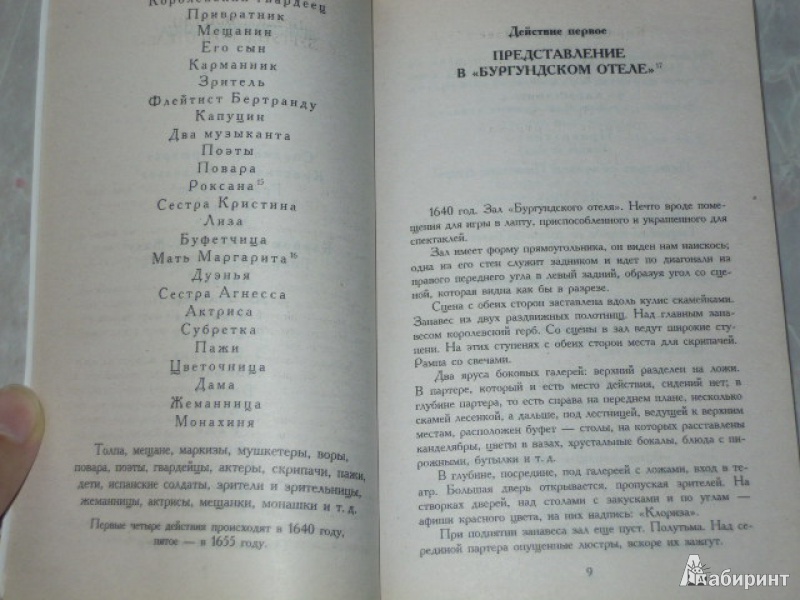 Королевский гвардеец
Привратник
Мещанин
Его сын
Карманник
Зритель
Флейтист Бертранду
Капуцин
Два музыканта
Поэты
Повара
Роксана¹⁵
Сестра Кристина
Лиза
Буфетчица
Мать Маргарита¹⁶
Дуэнья
Сестра Агнесса
Актриса
Субретка
Пажи
Цветочница
Дама
Жеманница
Монахиня
Толпа, мещане, маркизы, мушкетеры, воры,
повара, поэты, гвардейцы, актеры, скрипачи, пажи,
дети, испанские солдаты, зрители и зрительницы,
жеманницы, актрисы, мещанки, монашки и т. д.
Первые четыре действия происходят в 1640 году,
пятое — в 1655 году.
Действие первое
ПРЕДСТАВЛЕНИЕ
В «БУРГУНДСКОМ ОТЕЛЕ»¹⁷
1640 год. Зал «Бургундского отеля». Нечто вроде поме-
щения для игры в лапту, приспособленного и украшенного для
спектаклей.
Зал имеет форму прямоугольника, он виден нам наискось;
одна из его стен служит задником и идет по диагонали из
правого переднего угла в левый задний, образуя угол со сце-
ной, которая видна как бы в разрезе.
Сцена с обеих сторон заставлена вдоль кулис скамейками.
Занавес из двух раздвижных полотнищ. Над главным зана-
весом королевский герб. Со сцены в зал ведут широкие сту-
пени. На этих ступенях с обеих сторон места для скрипачей.
Рампа со свечами.
Два яруса боковых галерей: верхний разделен на ложи.
В партере, который и есть место действия, сидений нет; в
глубине партера, то есть справа на переднем плане, несколько
скамей лесенкой, а дальше, под лестницей, ведущей к верхним
местам, расположен буфет — столы, на которых расставлены
канделябры, цветы в вазах, хрустальные бокалы, блюда с пи-
рожными, бутылки и т. д.
В глубине, посредине, под галереей с ложами, вход в те-
атр. Большая дверь открывается, пропуская зрителей. На
створках дверей, над столами с закусками и по углам —
афиши красного цвета, на них надпись: «Клориза».
При поднятии занавеса зал еще пуст. Полутьма. Над се-
рединой партера опущенные люстры, вскоре их зажгут.
9
Лабиринт